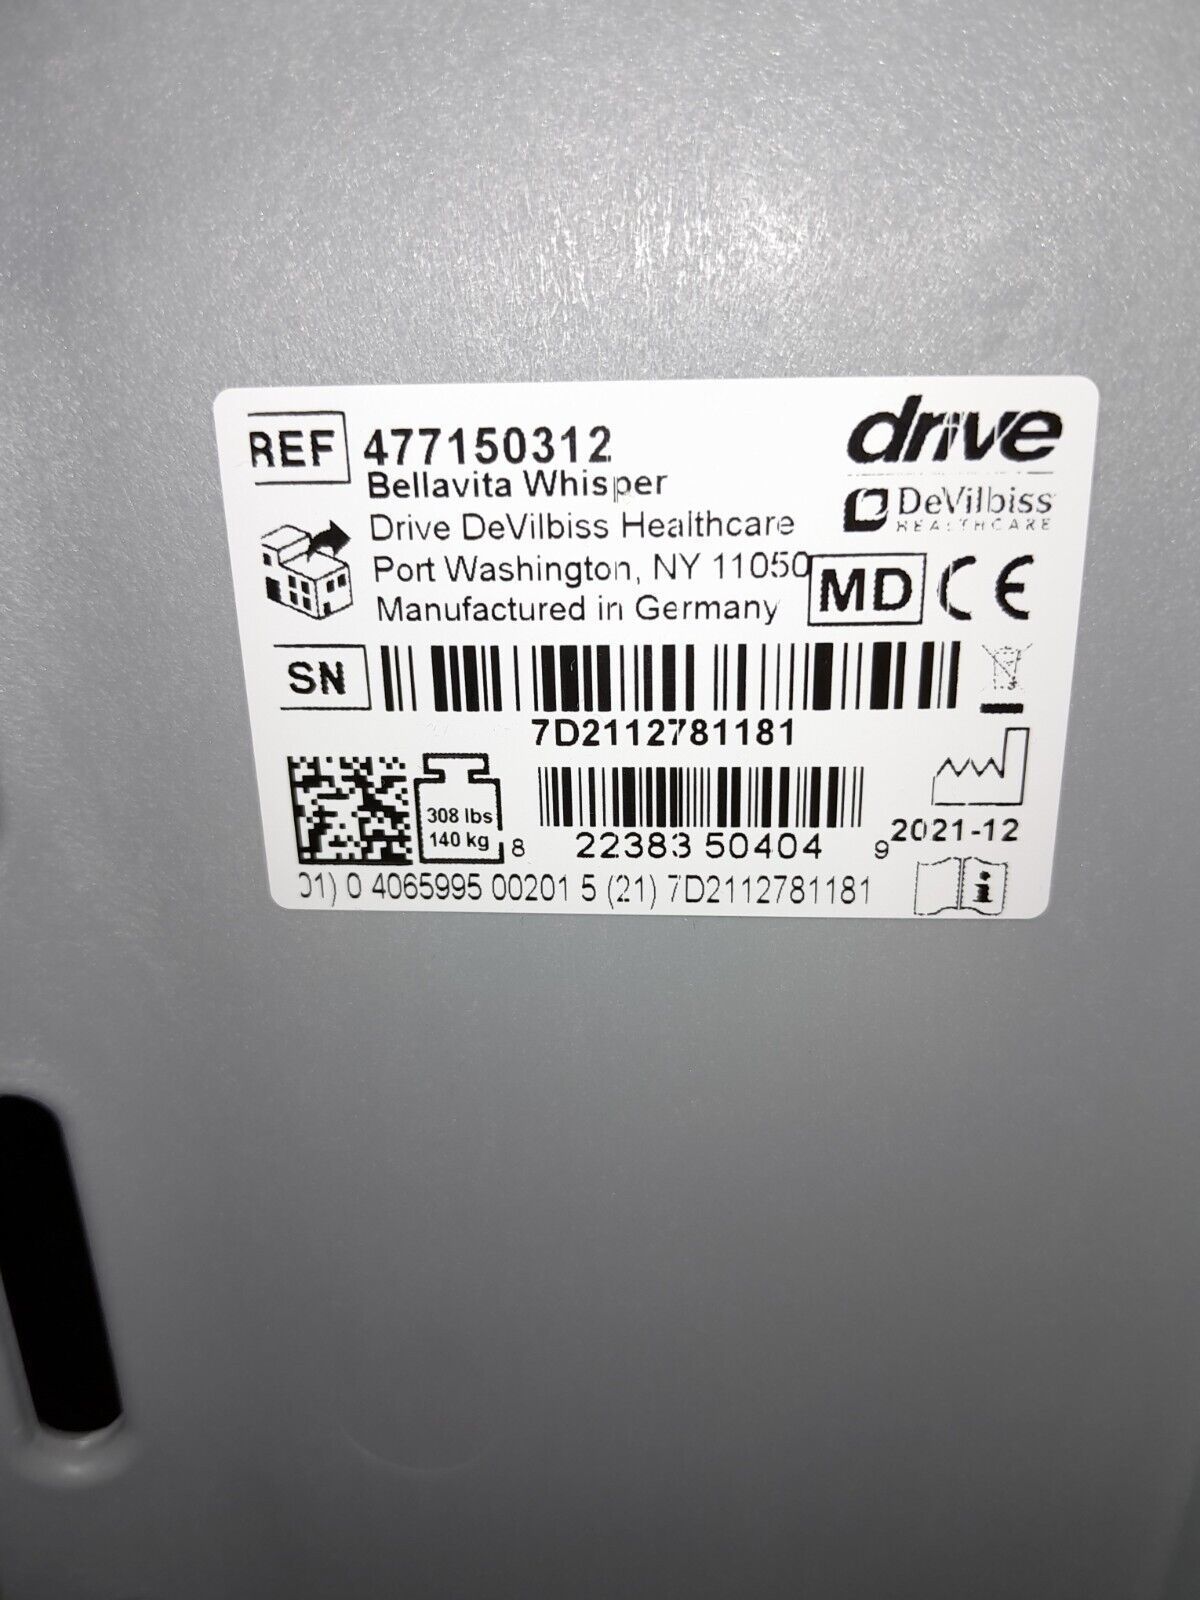 REF 477150312
drive
Bellavita Whisper
DeVilbiss
HEALTHCARE
Drive DeVilbiss Healthcare
Port Washington, NY 11050
MD CE
Manufactured in Germany
SN
7D2112781181
308 lbs
140 kg
8 22383 50404 9
2021-12
01) 0 4065995 00201 5 (21) 7D2112781181